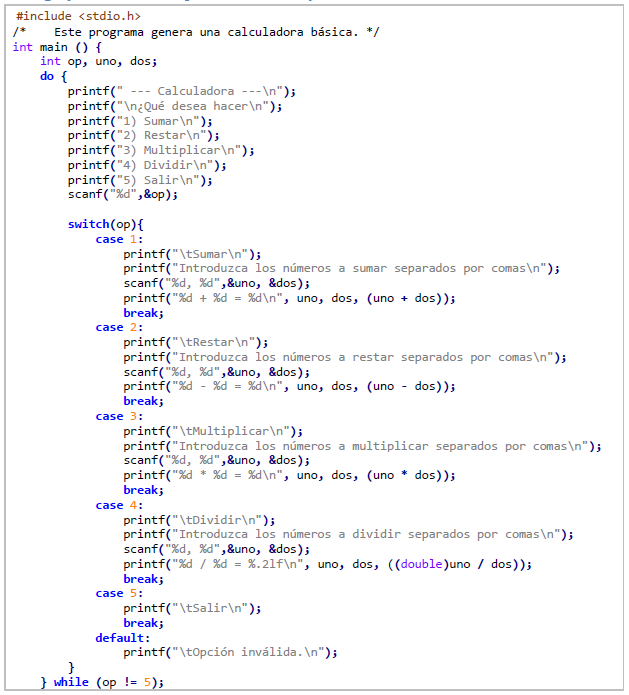 #include <stdio.h>
/*    Este programa genera una calculadora básica. */
int main () {
    int op, uno, dos;
    do {
        printf(" --- Calculadora ---\n");
        printf("\n¿Qué desea hacer\n");
        printf("1) Sumar\n");
        printf("2) Restar\n");
        printf("3) Multiplicar\n");
        printf("4) Dividir\n");
        printf("5) Salir\n");
        scanf("%d",&op);

        switch(op){
            case 1:
                printf("\tSumar\n");
                printf("Introduzca los números a sumar separados por comas\n");
                scanf("%d, %d",&uno, &dos);
                printf("%d + %d = %d\n", uno, dos, (uno + dos));
                break;
            case 2:
                printf("\tRestar\n");
                printf("Introduzca los números a restar separados por comas\n");
                scanf("%d, %d",&uno, &dos);
                printf("%d - %d = %d\n", uno, dos, (uno - dos));
                break;
            case 3:
                printf("\tMultiplicar\n");
                printf("Introduzca los números a multiplicar separados por comas\n");
                scanf("%d, %d",&uno, &dos);
                printf("%d * %d = %d\n", uno, dos, (uno * dos));
                break;
            case 4:
                printf("\tDividir\n");
                printf("Introduzca los números a dividir separados por comas\n");
                scanf("%d, %d",&uno, &dos);
                printf("%d / %d = %.2lf\n", uno, dos, ((double)uno / dos));
                break;
            case 5:
                printf("\tSalir\n");
                break;
            default:
                printf("\tOpción inválida.\n");
        }
    } while (op != 5);